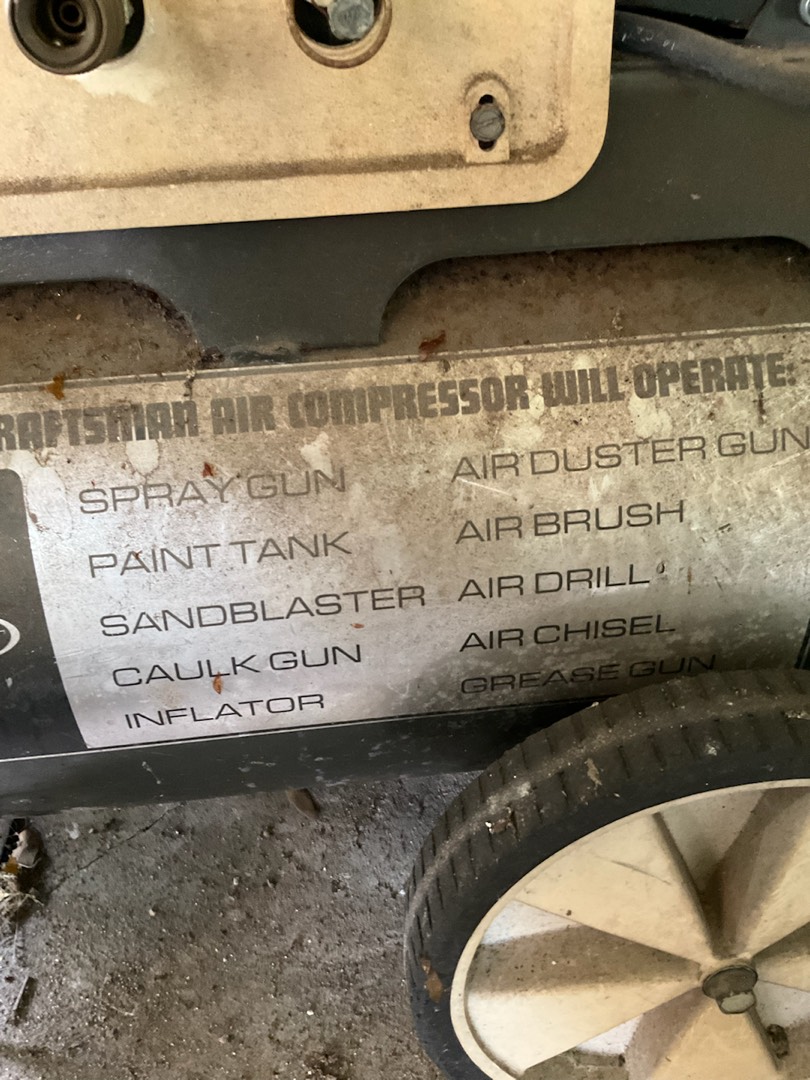 RAFTSMAN AIR COMPRESSOR WILL OPERATE:
SPRAY GUN
PAINT TANK
SANDBLASTER
CAULK GUN
INFLATOR
AIR DUSTER GUN
AIR BRUSH
AIR DRILL
AIR CHISEL
GREASE GUN